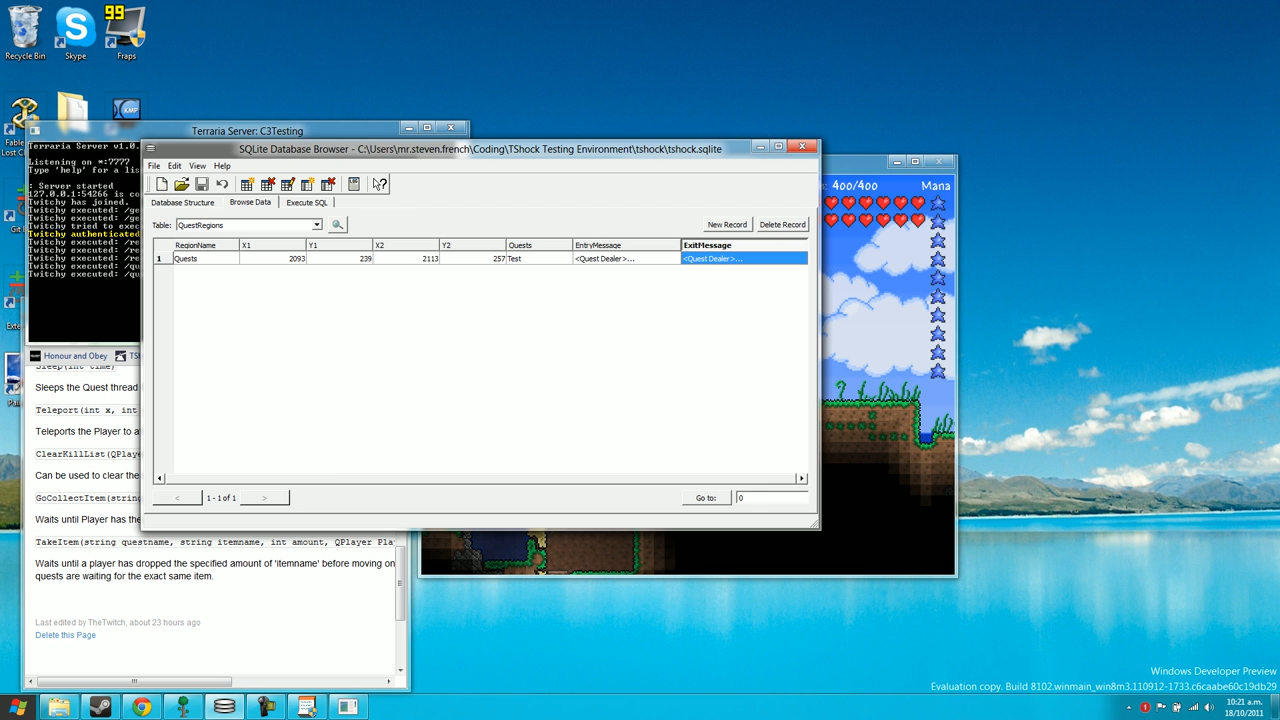 99
Recycle Bin
Skype
Fraps
KMP
Fable
Lost C
Terraria Server: C3Testing
Terraria Server v1.0.
Listening on *:7777
Type 'help' for a lis
: Server started
127.0.0.1:54266 is co
Twitchy has joined.
Twitchy executed: /ge
Twitchy executed: /ge
Twitchy tried to exec
Twitchy authenticated
Twitchy executed: /re
Twitchy executed: /re
Twitchy executed: /re
Twitchy executed: /qu
Twitchy executed: /qu
SQLite Database Browser - C:\Users\mr.steven.french\Coding\TShock Testing Environment\tshock\tshock.sqlite
File Edit View Help
Database Structure Browse Data Execute SQL
Table: QuestRegions
New Record Delete Record
RegionName X1 Y1 X2 Y2 Quests EntryMessage ExitMessage
1 Quests 2093 239 2113 257 Test <Quest Dealer>... <Quest Dealer>...
< 1 - 1 of 1 > Go to: 0
400/400 Mana
Honour and Obey TS
Sleep(int time)
Sleeps the Quest thread
Teleport(int x, int
Teleports the Player to a
ClearKillList(QPlaye
Can be used to clear the
GoCollectItem(string
Waits until Player has the
TakeItem(string questname, string itemname, int amount, QPlayer Pla
Waits until a player has dropped the specified amount of 'itemname' before moving on
quests are waiting for the exact same item.
Last edited by TheTwitch, about 23 hours ago
Delete this Page
Windows Developer Preview
Evaluation copy. Build 8102.winmain_win8m3.110912-1733.c6caabe60c19db29
10:21 a.m.
18/10/2011